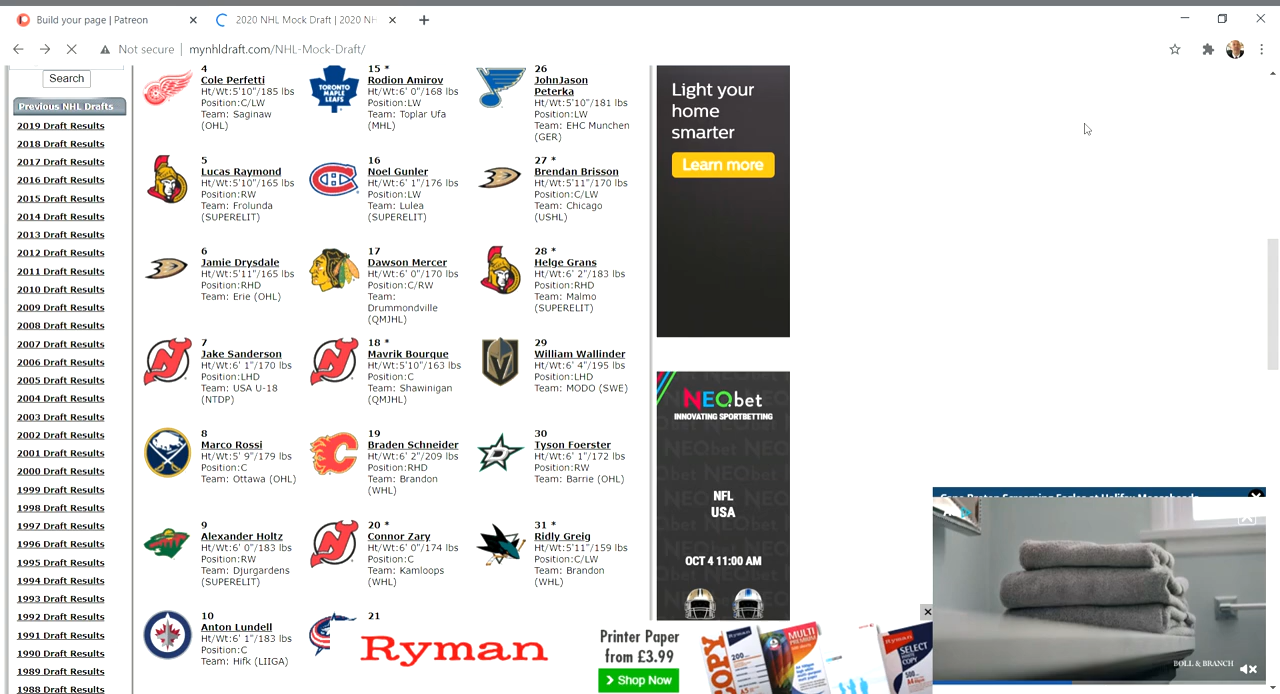 Build your page | Patreon
2020 NHL Mock Draft | 2020 NH
Not secure | mynhldraft.com/NHL-Mock-Draft/
Search
Previous NHL Drafts
2019 Draft Results
2018 Draft Results
2017 Draft Results
2016 Draft Results
2015 Draft Results
2014 Draft Results
2013 Draft Results
2012 Draft Results
2011 Draft Results
2010 Draft Results
2009 Draft Results
2008 Draft Results
2007 Draft Results
2006 Draft Results
2005 Draft Results
2004 Draft Results
2003 Draft Results
2002 Draft Results
2001 Draft Results
2000 Draft Results
1999 Draft Results
1998 Draft Results
1997 Draft Results
1996 Draft Results
1995 Draft Results
1994 Draft Results
1993 Draft Results
1992 Draft Results
1991 Draft Results
1990 Draft Results
1989 Draft Results
1988 Draft Results
4
Cole Perfetti
Ht/Wt:5'10"/185 lbs
Position:C/LW
Team: Saginaw
(OHL)
5
Lucas Raymond
Ht/Wt:5'10"/165 lbs
Position:RW
Team: Frolunda
(SUPERELIT)
6
Jamie Drysdale
Ht/Wt:5'11"/165 lbs
Position:RHD
Team: Erie (OHL)
7
Jake Sanderson
Ht/Wt:6' 1"/170 lbs
Position:LHD
Team: USA U-18
(NTDP)
8
Marco Rossi
Ht/Wt:5' 9"/179 lbs
Position:C
Team: Ottawa (OHL)
9
Alexander Holtz
Ht/Wt:6' 0"/183 lbs
Position:RW
Team: Djurgardens
(SUPERELIT)
10
Anton Lundell
Ht/Wt:6' 1"/183 lbs
Position:C
Team: Hifk (LIIGA)
15 *
Rodion Amirov
Ht/Wt:6' 0"/168 lbs
Position:LW
Team: Toplar Ufa
(MHL)
16
Noel Gunler
Ht/Wt:6' 1"/176 lbs
Position:LW
Team: Lulea
(SUPERELIT)
17
Dawson Mercer
Ht/Wt:6' 0"/170 lbs
Position:C/RW
Team:
Drummondville
(QMJHL)
18 *
Mavrik Bourque
Ht/Wt:5'10"/163 lbs
Position:C
Team: Shawinigan
(QMJHL)
19
Braden Schneider
Ht/Wt:6' 2"/209 lbs
Position:RHD
Team: Brandon
(WHL)
20 *
Connor Zary
Ht/Wt:6' 0"/174 lbs
Position:C
Team: Kamloops
(WHL)
21
26
JohnJason
Peterka
Ht/Wt:5'10"/181 lbs
Position:LW
Team: EHC Munchen
(GER)
27 *
Brendan Brisson
Ht/Wt:5'11"/170 lbs
Position:C/LW
Team: Chicago
(USHL)
28 *
Helge Grans
Ht/Wt:6' 2"/183 lbs
Position:RHD
Team: Malmo
(SUPERELIT)
29
William Wallinder
Ht/Wt:6' 4"/195 lbs
Position:LHD
Team: MODO (SWE)
30
Tyson Foerster
Ht/Wt:6' 1"/172 lbs
Position:RW
Team: Barrie (OHL)
31 *
Ridly Greig
Ht/Wt:5'11"/159 lbs
Position:C/LW
Team: Brandon
(WHL)
TORONTO
MAPLE
LEAFS
Light your
home
smarter
Learn more
NEO.bet
INNOVATING SPORTBETTING
NFL
USA
OCT 4 11:00 AM
Cape Breton Screaming Eagles at Halifax Mooseheads
BOLL & BRANCH
Ryman
Printer Paper
from £3.99
> Shop Now
COPY
Ryman
200
MULTI
PREMIUM
SELECT
WHITE
COPY
500